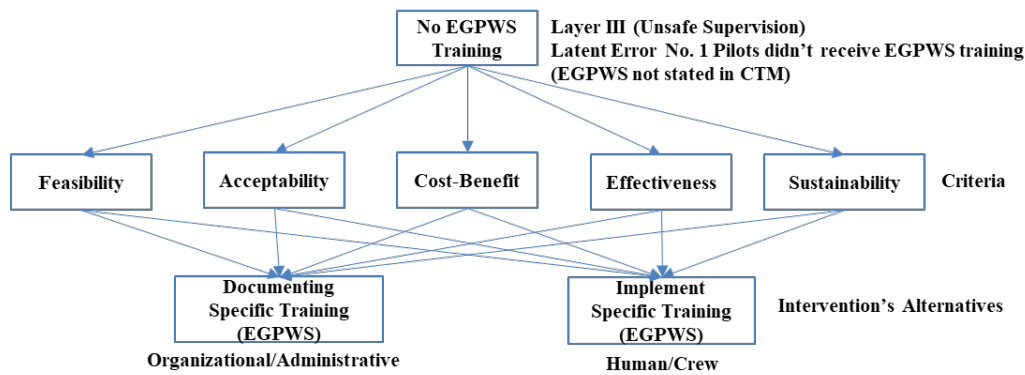 No EGPWS
Training
Layer III (Unsafe Supervision)
Latent Error No. 1 Pilots didn't receive EGPWS training
(EGPWS not stated in CTM)
Feasibility
Acceptability
Cost-Benefit
Effectiveness
Sustainability
Criteria
Documenting
Specific Training
(EGPWS)
Implement
Specific Training
(EGPWS)
Intervention's Alternatives
Organizational/Administrative
Human/Crew